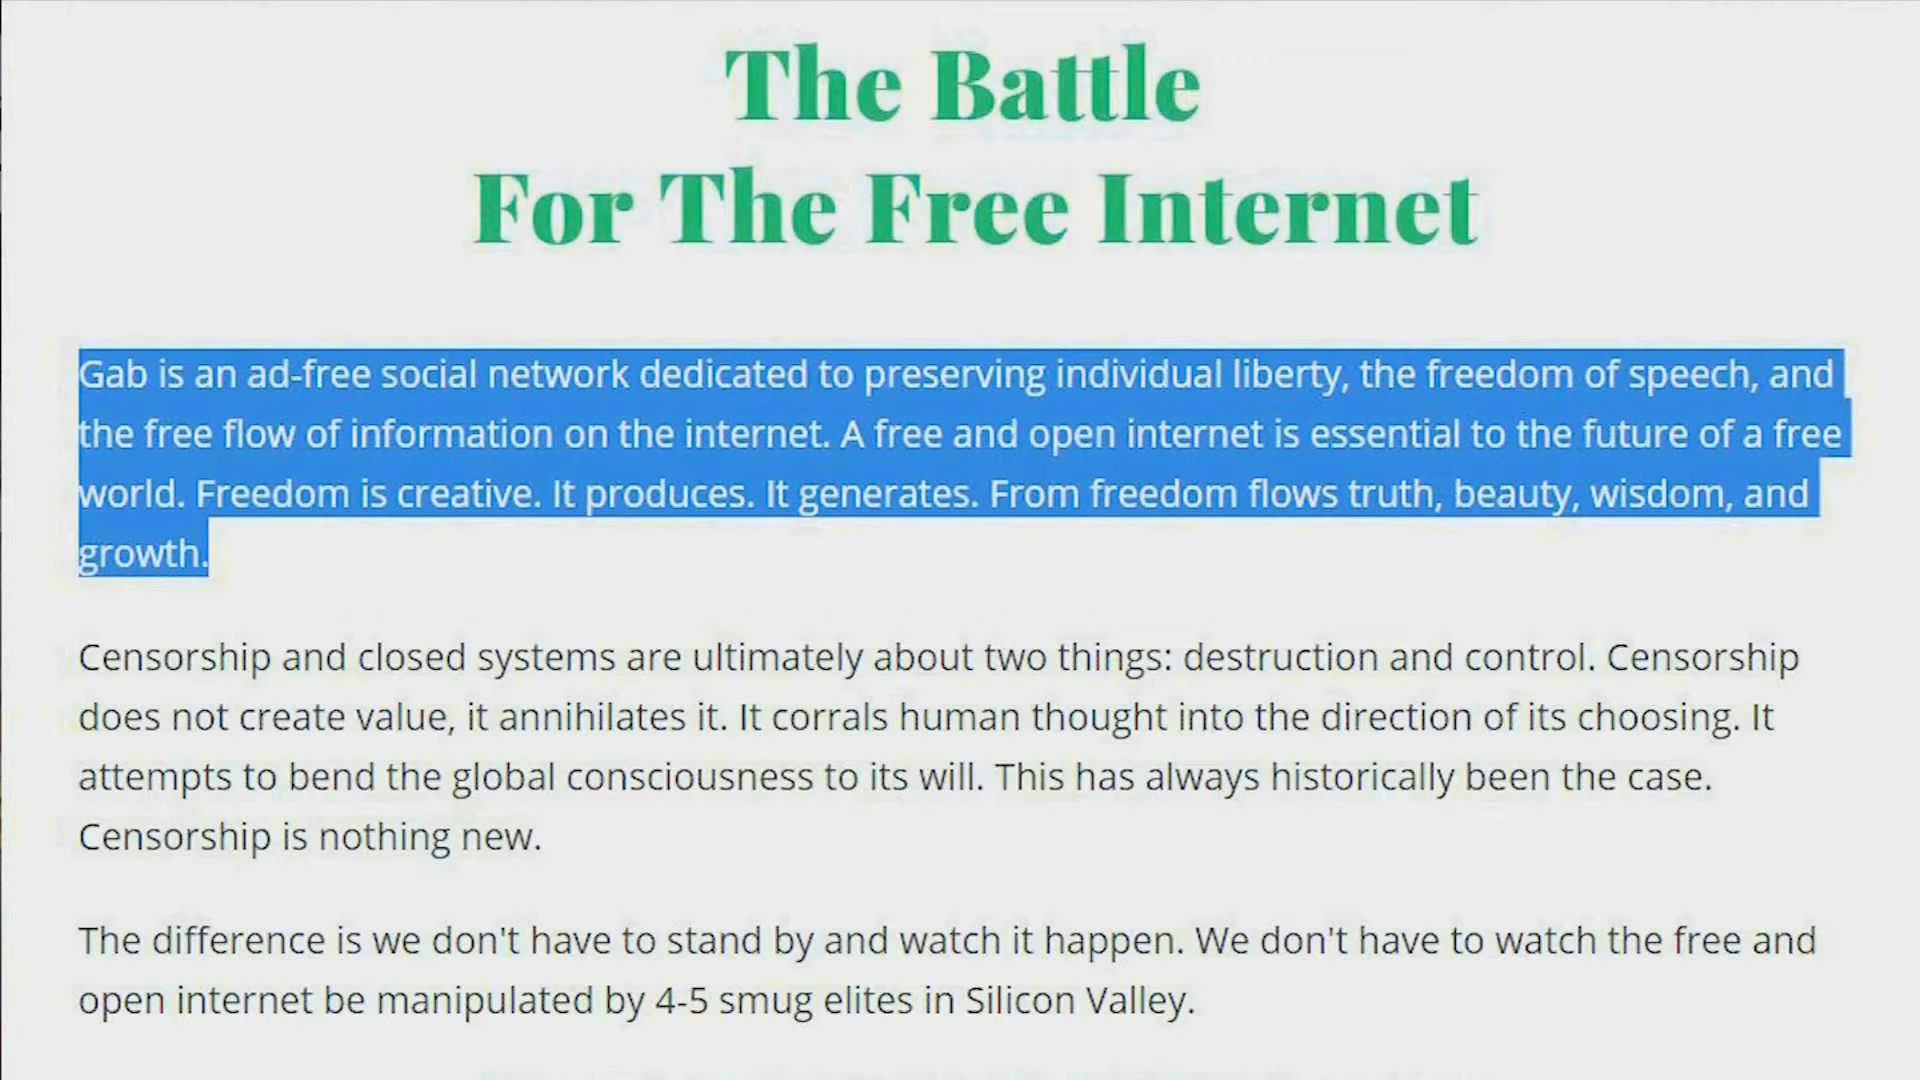 The Battle
For The Free Internet
Gab is an ad-free social network dedicated to preserving individual liberty, the freedom of speech, and
the free flow of information on the internet. A free and open internet is essential to the future of a free
world. Freedom is creative. It produces. It generates. From freedom flows truth, beauty, wisdom, and
growth.
Censorship and closed systems are ultimately about two things: destruction and control. Censorship
does not create value, it annihilates it. It corrals human thought into the direction of its choosing. It
attempts to bend the global consciousness to its will. This has always historically been the case.
Censorship is nothing new.
The difference is we don't have to stand by and watch it happen. We don't have to watch the free and
open internet be manipulated by 4-5 smug elites in Silicon Valley.